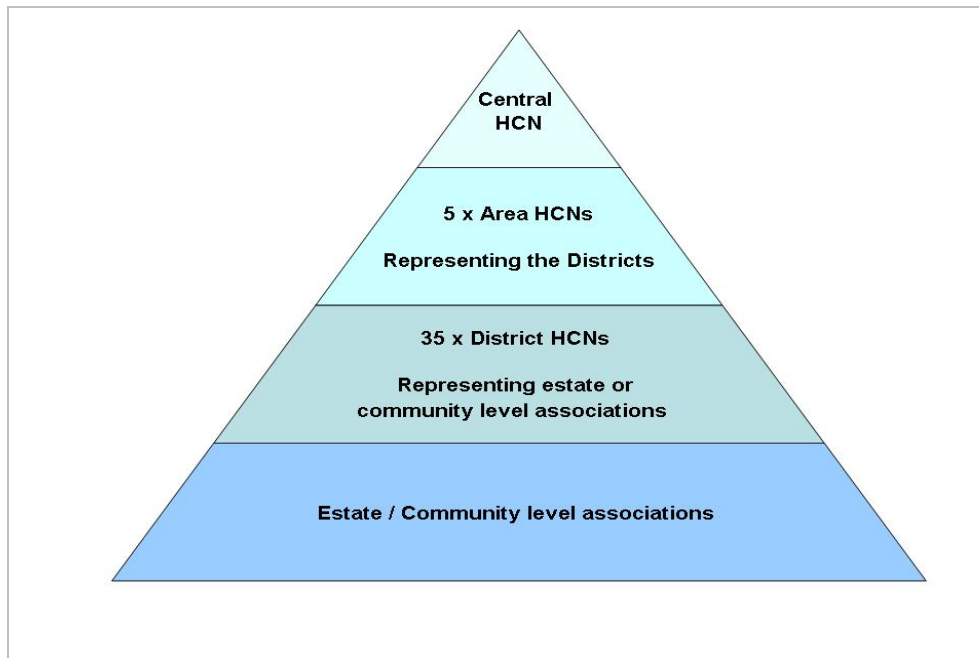 Central
HCN
5 x Area HCNs
Representing the Districts
35 x District HCNs
Representing estate or
community level associations
Estate / Community level associations